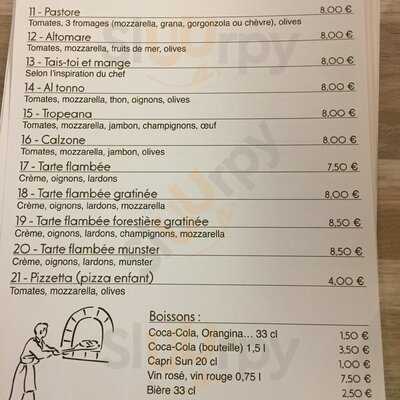 11 - Pastore 8,00 €
Tomates, 3 fromages (mozzarella, grana, gorgonzola ou chèvre), olives
12 - Altomare 8,00 €
Tomates, mozzarella, fruits de mer, olives
13 - Tais-toi et mange 8,00 €
Selon l'inspiration du chef
14 - Al tonno 8,00 €
Tomates, mozzarella, thon, oignons, olives
15 - Tropeana 8,00 €
Tomates, mozzarella, jambon, champignons, œuf
16 - Calzone 8,00 €
Tomates, mozzarella, jambon, olives
17 - Tarte flambée 7,50 €
Crème, oignons, lardons
18 - Tarte flambée gratinée 8,00 €
Crème, oignons, lardons, mozzarella
19 - Tarte flambée forestière gratinée 8,50 €
Crème, oignons, lardons, champignons, mozzarella
20 - Tarte flambée munster 8,50 €
Crème, oignons, lardons, munster
21 - Pizzetta (pizza enfant) 4,00 €
Tomates, mozzarella, olives
Boissons :
Coca-Cola, Orangina... 33 cl 1,50 €
Coca-Cola (bouteille) 1,5 l 3,50 €
Capri Sun 20 cl 1,00 €
Vin rosé, vin rouge 0,75 l 7,50 €
Bière 33 cl 2,50 €
Sluurpy
Sluurpy
Sluurpy